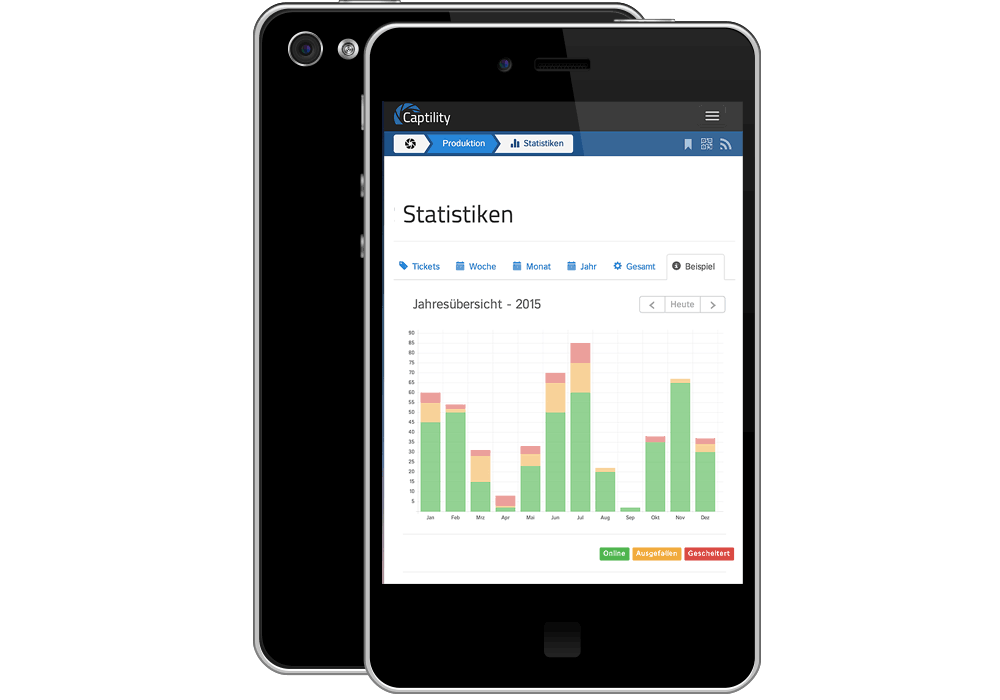 Captility
Produktion Statistiken
Statistiken
Tickets Woche Monat Jahr Gesamt Beispiel
Jahresübersicht - 2015 Heute
90
85
80
75
70
65
60
55
50
45
40
35
30
25
20
15
10
5
Jan Feb Mrz Apr Mai Jun Jul Aug Sep Okt Nov Dez
Online Ausgefallen Gescheitert